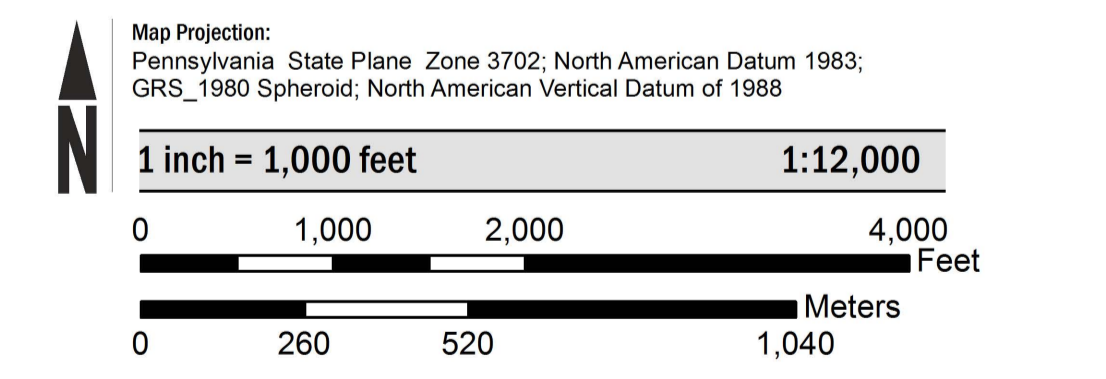 Map Projection:
Pennsylvania State Plane Zone 3702; North American Datum 1983;
GRS_1980 Spheroid; North American Vertical Datum of 1988
N
1 inch = 1,000 feet 1:12,000
0 1,000 2,000 4,000
Feet
Meters
0 260 520 1,040